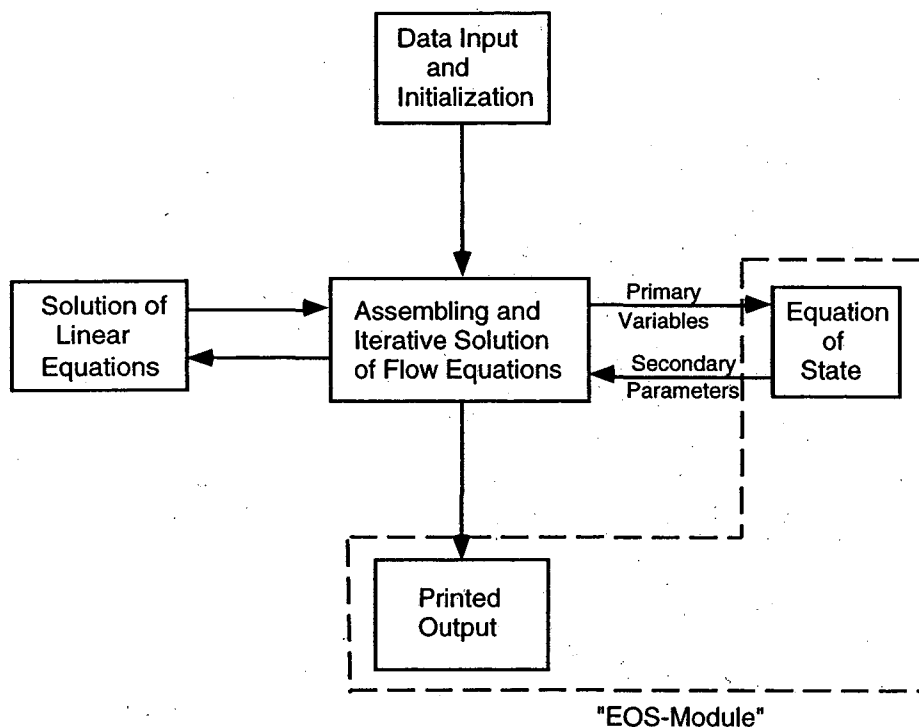 Data Input
and
Initialization
Solution of
Linear
Equations
Assembling and
Iterative Solution
of Flow Equations
Primary
Variables
Secondary
Parameters
Equation
of
State
Printed
Output
"EOS-Module"